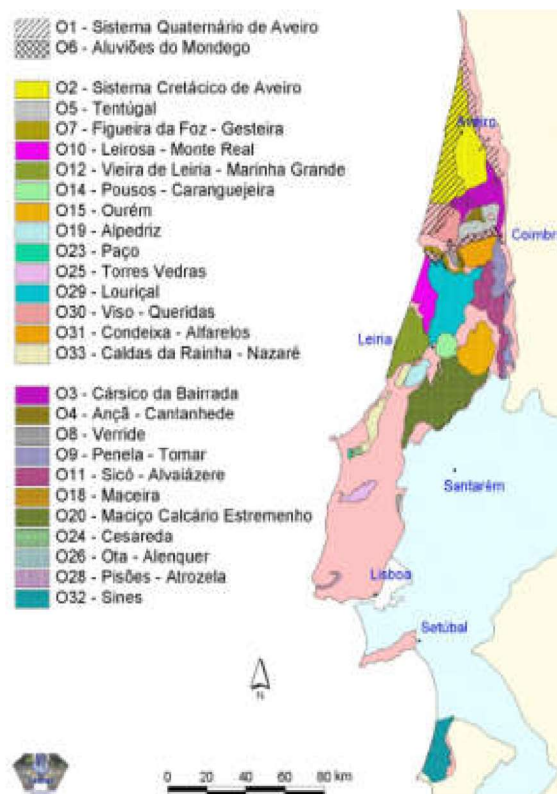 O1 - Sistema Quaternário de Aveiro
O6 - Aluviões do Mondego
O2 - Sistema Cretácico de Aveiro
O5 - Tentúgal
O7 - Figueira da Foz - Gesteira
O10 - Leirosa - Monte Real
O12 - Vieira de Leiria - Marinha Grande
O14 - Pousos - Caranguejeira
O15 - Ourém
O19 - Alpedriz
O23 - Paço
O25 - Torres Vedras
O29 - Louriçal
O30 - Viso - Queridas
O31 - Condeixa - Alfarelos
O33 - Caldas da Rainha - Nazaré
O3 - Cársico da Bairrada
O4 - Ançã - Cantanhede
O8 - Verride
O9 - Penela - Tomar
O11 - Sicó - Alvaiázere
O18 - Maceira
O20 - Maciço Calcário Estremenho
O24 - Cesareda
O26 - Ota - Alenquer
O28 - Pisões - Atrozela
O32 - Sines
Aveiro
Coimbr
Leiria
Santarém
Lisboa
Setúbal
N
0 20 40 60 80 km